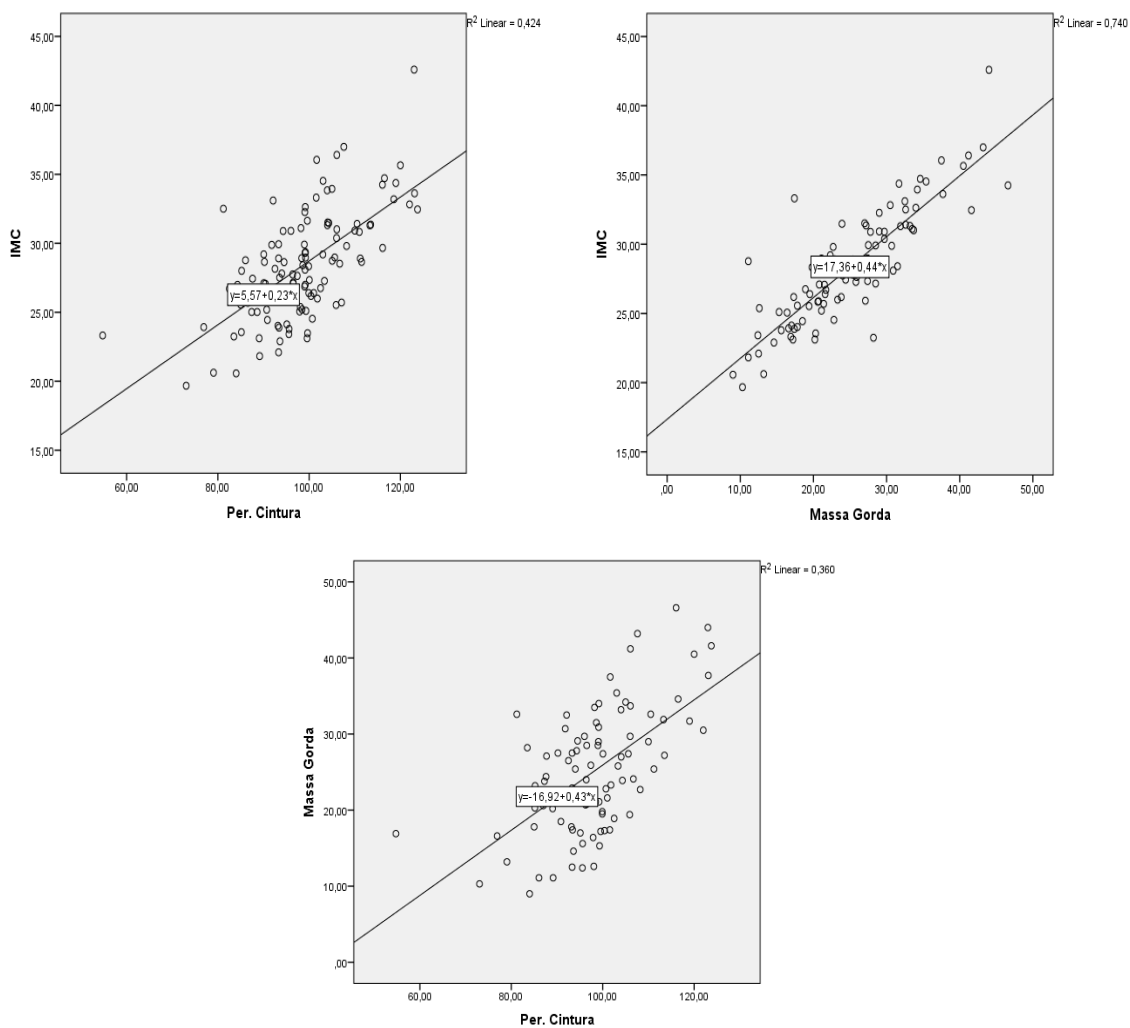 R² Linear = 0,424
45,00
40,00
35,00
30,00
25,00
20,00
15,00
IMC
y=5,57+0,23*x
60,00
80,00
100,00
120,00
Per. Cintura
R² Linear = 0,740
45,00
40,00
35,00
30,00
25,00
20,00
15,00
IMC
y=17,36+0,44*x
,00
10,00
20,00
30,00
40,00
50,00
Massa Gorda
R² Linear = 0,360
50,00
40,00
30,00
20,00
10,00
,00
Massa Gorda
y=-16,92+0,43*x
60,00
80,00
100,00
120,00
Per. Cintura